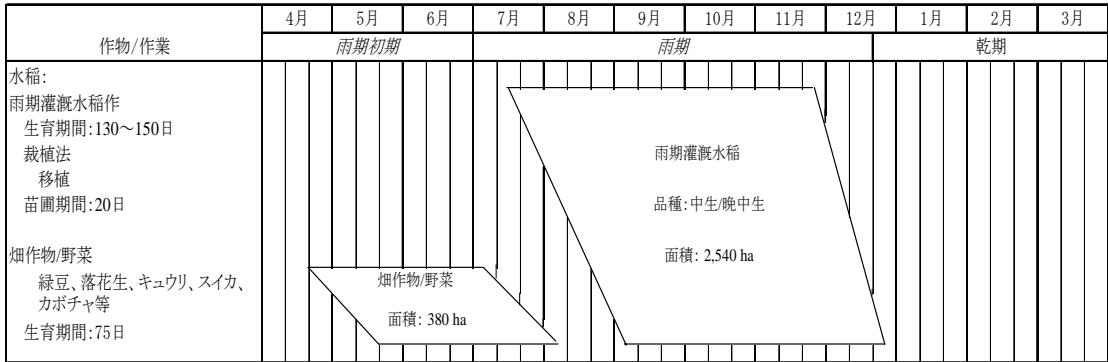 4月 5月 6月 7月 8月 9月 10月 11月 12月 1月 2月 3月
作物/作業 雨期初期 雨期 乾期
水稲:
雨期灌漑水稲作
生育期間:130～150日
栽植法
移植
苗圃期間:20日
畑作物/野菜
緑豆、落花生、キュウリ、スイカ、
カボチャ等
生育期間:75日
雨期灌漑水稲
品種:中生/晩中生
面積: 2,540 ha
畑作物/野菜
面積: 380 ha